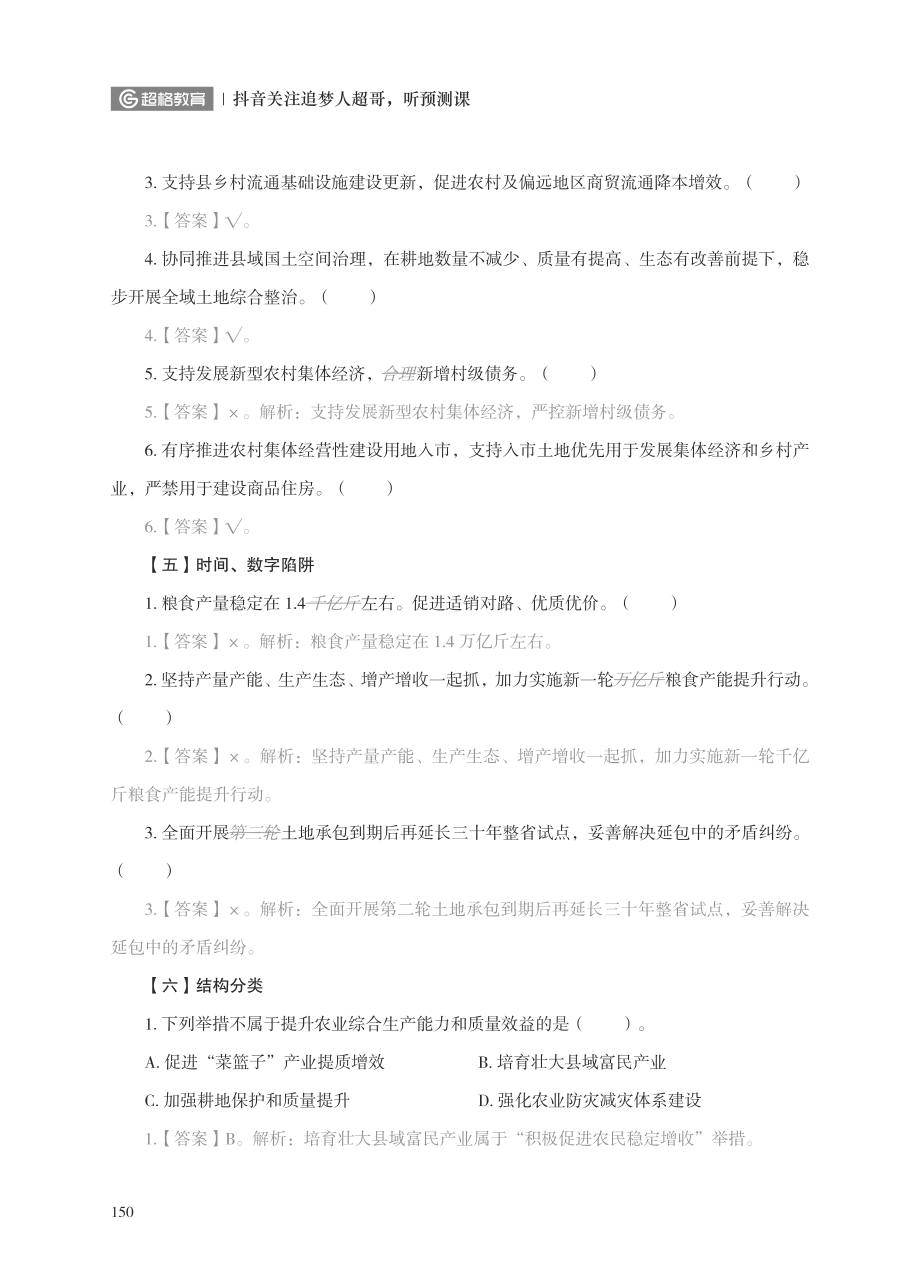 超格教育 | 抖音关注追梦人超哥，听预测课
3. 支持县乡村流通基础设施建设更新，促进农村及偏远地区商贸流通降本增效。（　　）
3.【答案】√。
4. 协同推进县域国土空间治理，在耕地数量不减少、质量有提高、生态有改善前提下，稳
步开展全域土地综合整治。（　　）
4.【答案】√。
5. 支持发展新型农村集体经济，合理新增村级债务。（　　）
5.【答案】×。解析：支持发展新型农村集体经济，严控新增村级债务。
6. 有序推进农村集体经营性建设用地入市，支持入市土地优先用于发展集体经济和乡村产
业，严禁用于建设商品住房。（　　）
6.【答案】√。
【五】时间、数字陷阱
1. 粮食产量稳定在 1.4 千亿斤左右。促进适销对路、优质优价。（　　）
1.【答案】×。解析：粮食产量稳定在 1.4 万亿斤左右。
2. 坚持产量产能、生产生态、增产增收一起抓，加力实施新一轮万亿斤粮食产能提升行动。
（　　）
2.【答案】×。解析：坚持产量产能、生产生态、增产增收一起抓，加力实施新一轮千亿
斤粮食产能提升行动。
3. 全面开展第三轮土地承包到期后再延长三十年整省试点，妥善解决延包中的矛盾纠纷。
（　　）
3.【答案】×。解析：全面开展第二轮土地承包到期后再延长三十年整省试点，妥善解决
延包中的矛盾纠纷。
【六】结构分类
1. 下列举措不属于提升农业综合生产能力和质量效益的是（　　）。
A. 促进“菜篮子”产业提质增效　　B. 培育壮大县域富民产业
C. 加强耕地保护和质量提升　　D. 强化农业防灾减灾体系建设
1.【答案】B。解析：培育壮大县域富民产业属于“积极促进农民稳定增收”举措。
150